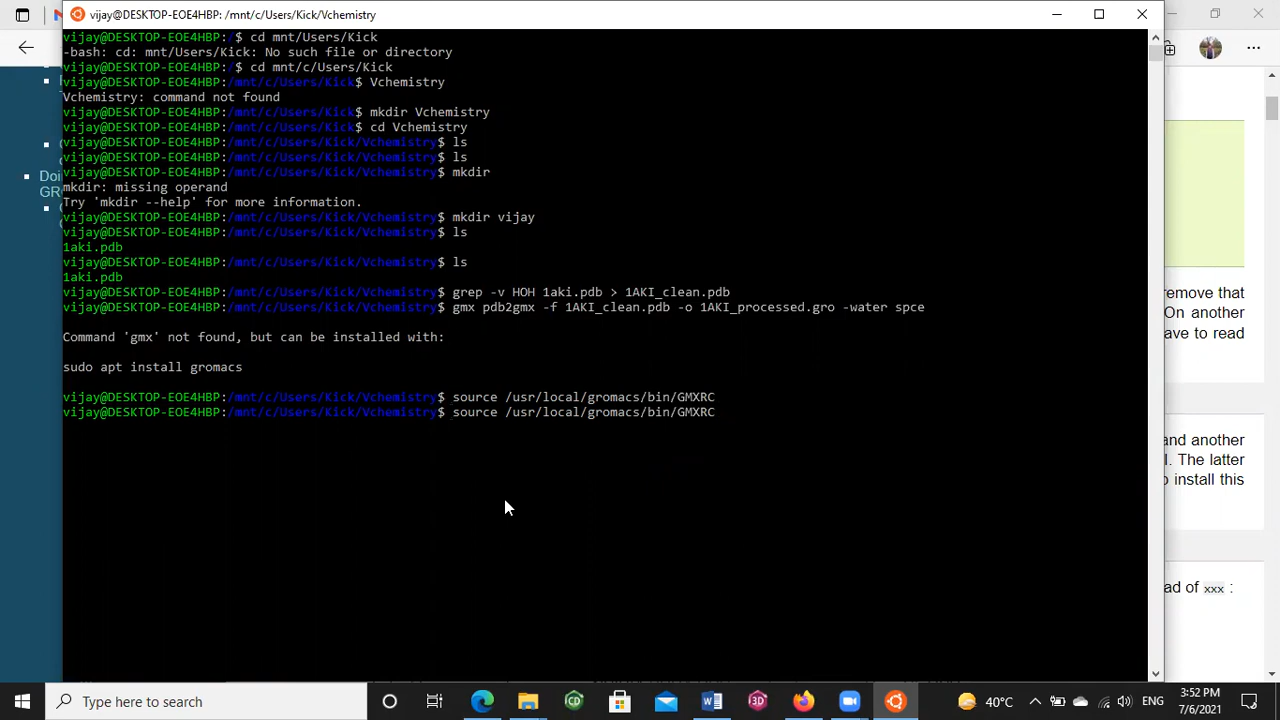 vijay@DESKTOP-EOE4HBP: /mnt/c/Users/Kick/Vchemistry
vijay@DESKTOP-EOE4HBP:/$ cd mnt/Users/Kick
-bash: cd: mnt/Users/Kick: No such file or directory
vijay@DESKTOP-EOE4HBP:/$ cd mnt/c/Users/Kick
vijay@DESKTOP-EOE4HBP:/mnt/c/Users/Kick$ Vchemistry
Vchemistry: command not found
vijay@DESKTOP-EOE4HBP:/mnt/c/Users/Kick$ mkdir Vchemistry
vijay@DESKTOP-EOE4HBP:/mnt/c/Users/Kick$ cd Vchemistry
vijay@DESKTOP-EOE4HBP:/mnt/c/Users/Kick/Vchemistry$ ls
vijay@DESKTOP-EOE4HBP:/mnt/c/Users/Kick/Vchemistry$ ls
vijay@DESKTOP-EOE4HBP:/mnt/c/Users/Kick/Vchemistry$ mkdir
mkdir: missing operand
Try 'mkdir --help' for more information.
vijay@DESKTOP-EOE4HBP:/mnt/c/Users/Kick/Vchemistry$ mkdir vijay
vijay@DESKTOP-EOE4HBP:/mnt/c/Users/Kick/Vchemistry$ ls
1aki.pdb
vijay@DESKTOP-EOE4HBP:/mnt/c/Users/Kick/Vchemistry$ ls
1aki.pdb
vijay@DESKTOP-EOE4HBP:/mnt/c/Users/Kick/Vchemistry$ grep -v HOH 1aki.pdb > 1AKI_clean.pdb
vijay@DESKTOP-EOE4HBP:/mnt/c/Users/Kick/Vchemistry$ gmx pdb2gmx -f 1AKI_clean.pdb -o 1AKI_processed.gro -water spce
Command 'gmx' not found, but can be installed with:
sudo apt install gromacs
vijay@DESKTOP-EOE4HBP:/mnt/c/Users/Kick/Vchemistry$ source /usr/local/gromacs/bin/GMXRC
vijay@DESKTOP-EOE4HBP:/mnt/c/Users/Kick/Vchemistry$ source /usr/local/gromacs/bin/GMXRC
Doi
GR
remove that
On another
ave to read
and another
I. The latter
o install this
ad of xxx :
Type here to search
40°C
ENG
3:52 PM
7/6/2021